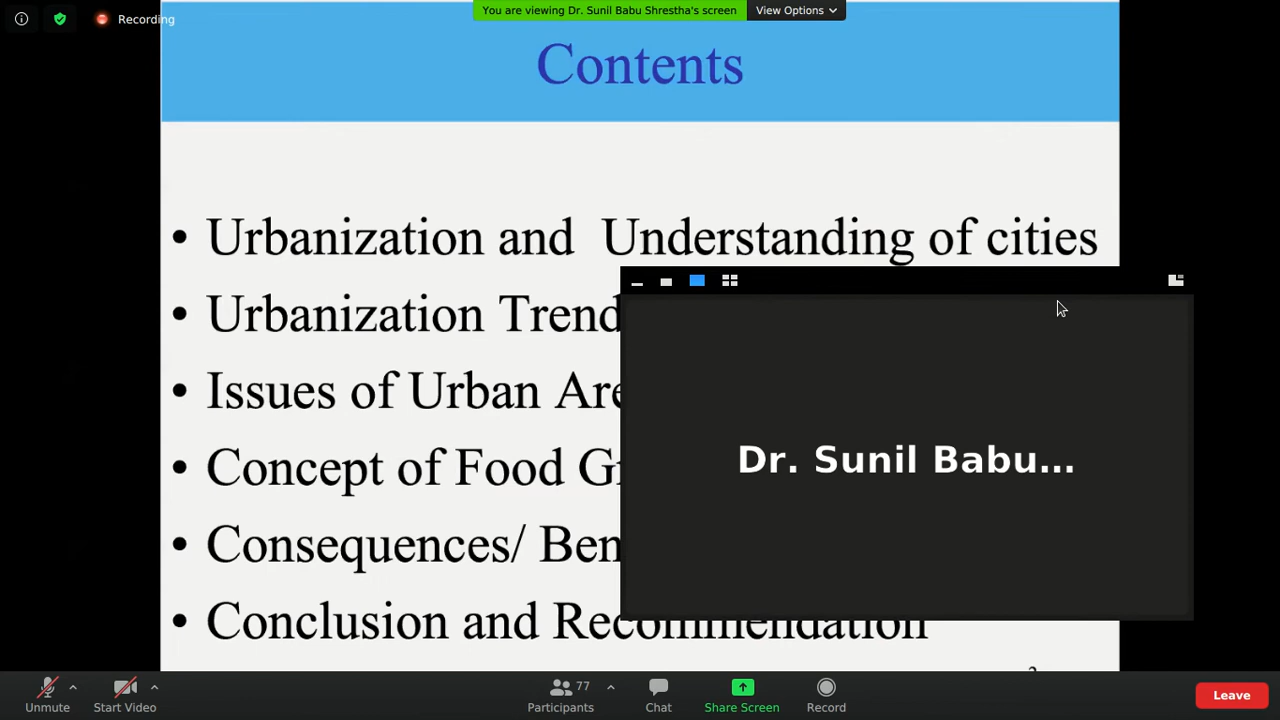 Recording
You are viewing Dr. Sunil Babu Shrestha's screen
View Options
Contents
• Urbanization and Understanding of cities
• Urbanization Trend
• Issues of Urban
• Concept of Food
• Consequences/
• Conclusion and Recommendation
Dr. Sunil Babu...
Unmute
Start Video
77
Participants
Chat
Share Screen
Record
Leave